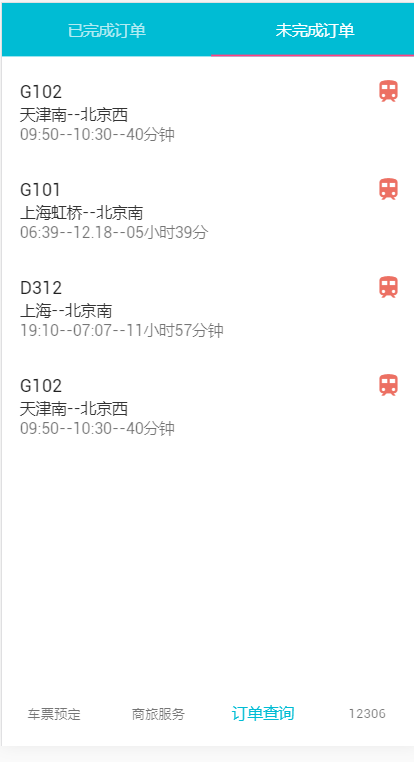 已完成订单
未完成订单
G102
天津南--北京西
09:50--10:30--40分钟
G101
上海虹桥--北京南
06:39--12.18--05小时39分
D312
上海--北京南
19:10--07:07--11小时57分钟
G102
天津南--北京西
09:50--10:30--40分钟
车票预定
商旅服务
订单查询
12306